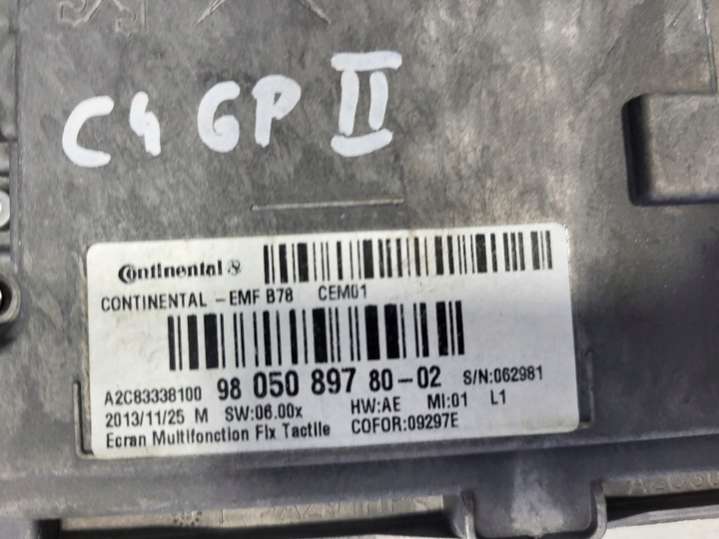 C4 GP II
Continental
CONTINENTAL - EMF B78 CEM01
A2C83338100 98 050 897 80-02 S/N:062981
2013/11/25 M SW:06.00x HW:AE MI:01 L1
Ecran Multifonction Fix Tactile COFOR:09297E